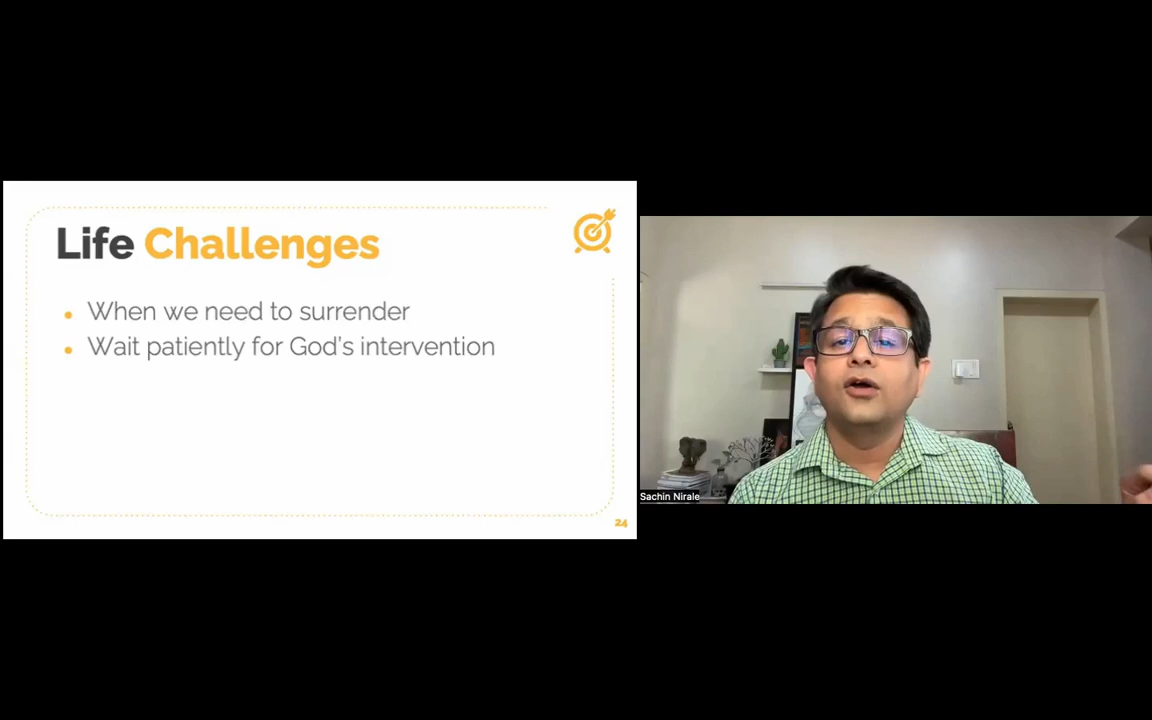 Life Challenges
When we need to surrender
Wait patiently for God's intervention
24
Sachin Nirale